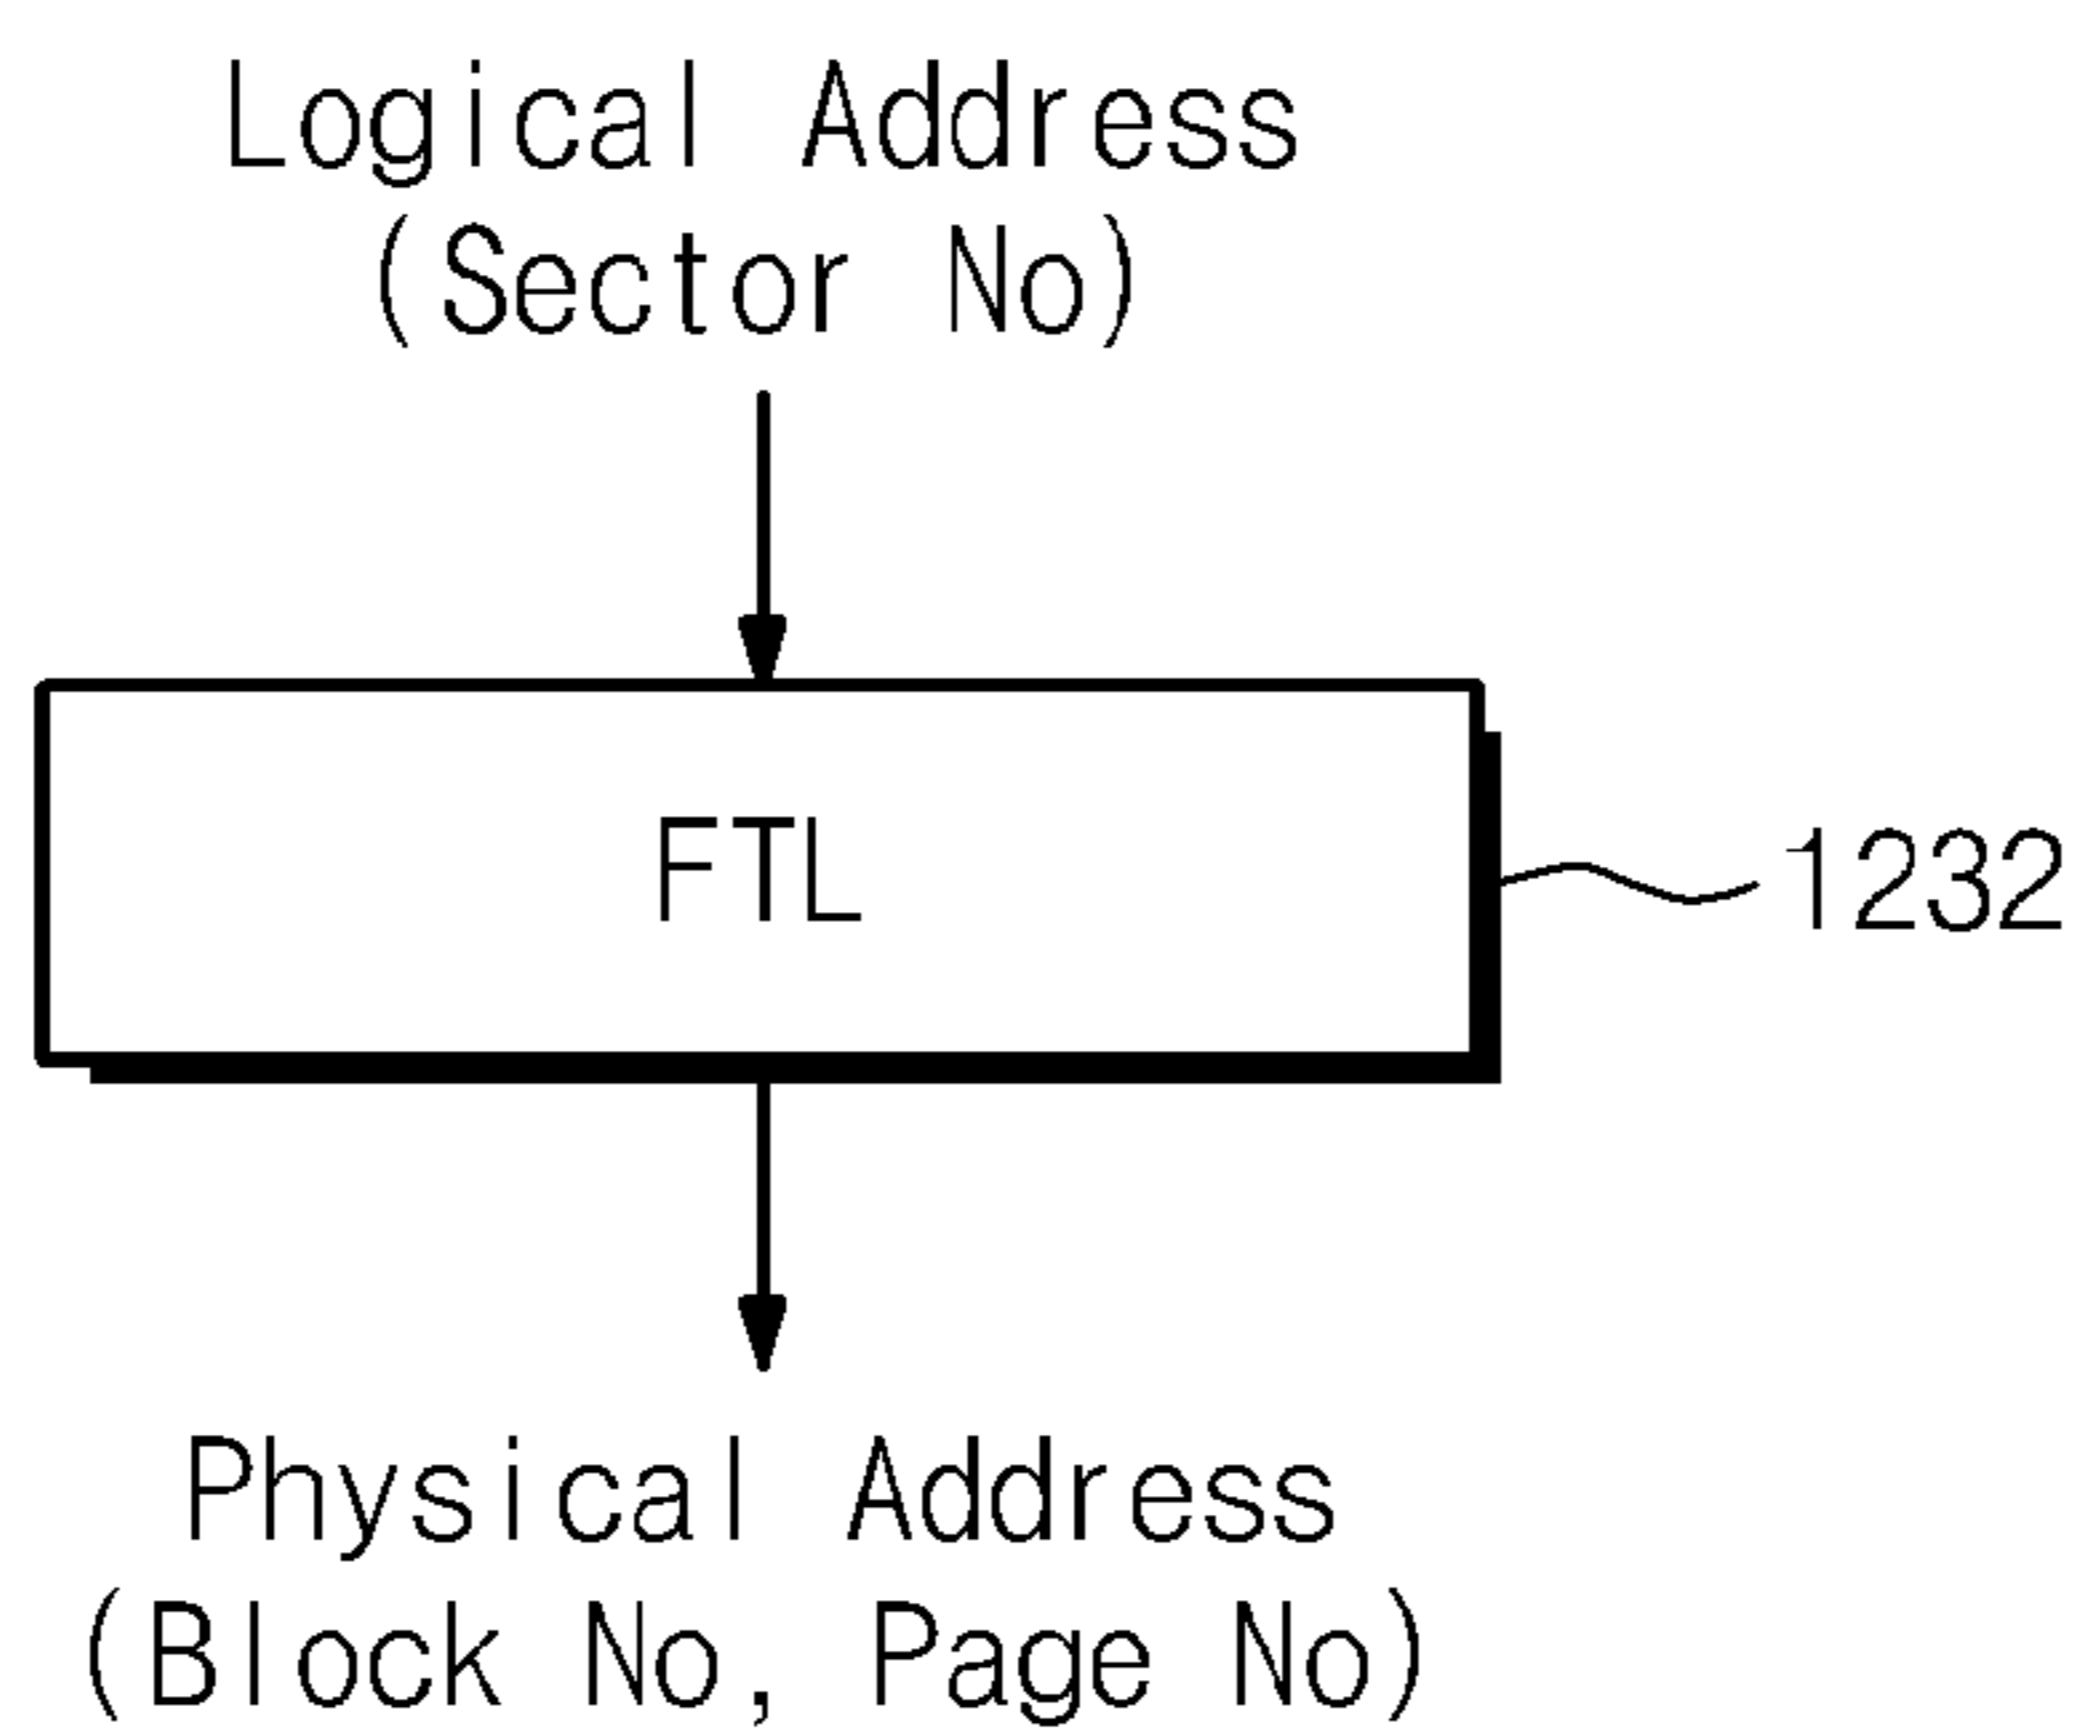 Logical Address
(Sector No)
FTL
1232
Physical Address
(Block No, Page No)